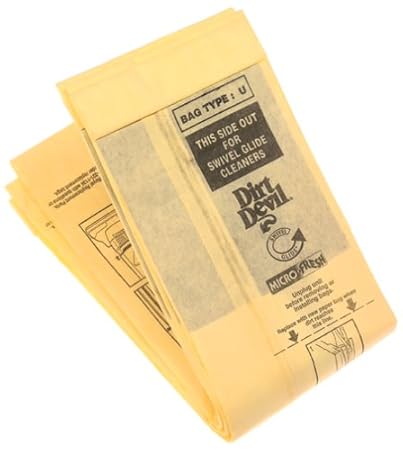 BAG TYPE: U
THIS SIDE OUT
FOR
SWIVEL GLIDE
CLEANERS
Dirt
Devil
SWIVEL
GLIDE
MICRO FRESH
Unplug unit
before removing or
installing bags.
Replace with new paper bag when
dirt reaches
this line.
1